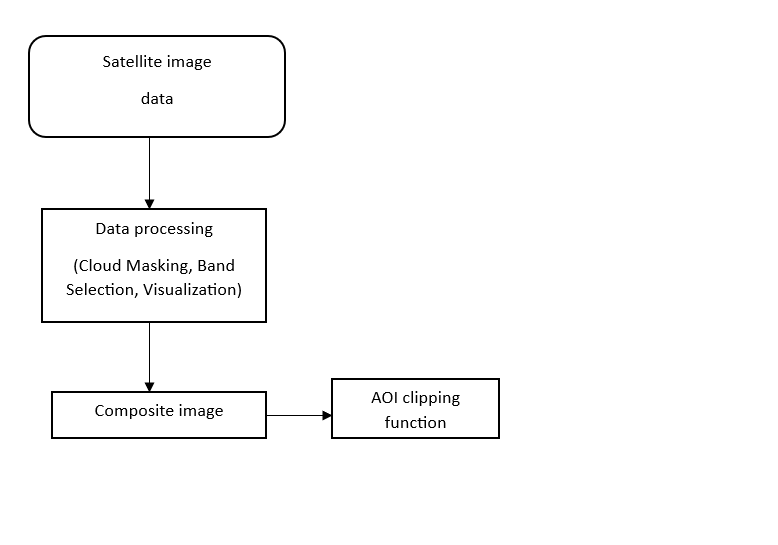 Satellite image
data
Data processing
(Cloud Masking, Band
Selection, Visualization)
Composite image
AOI clipping
function